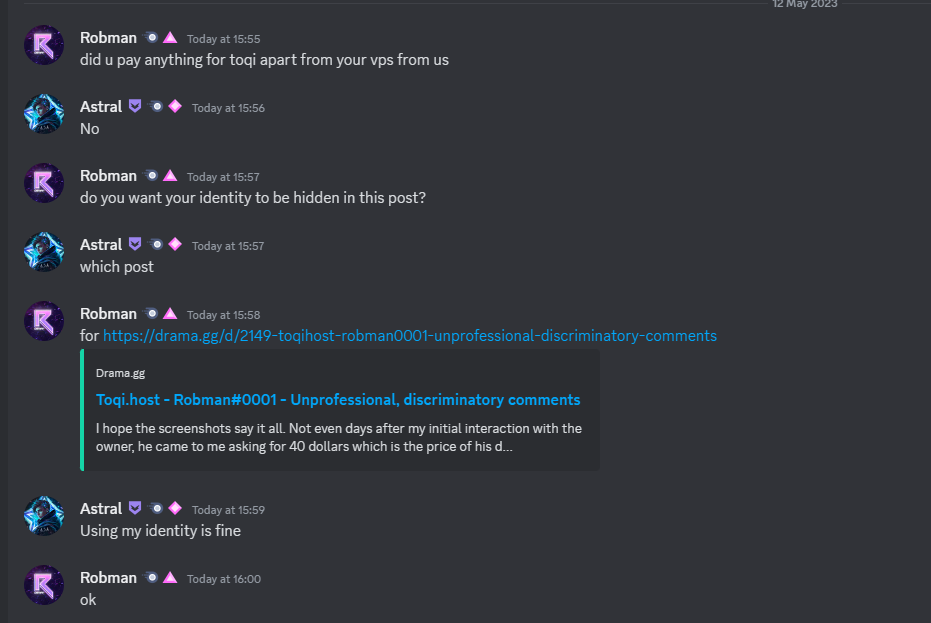 12 May 2023
Robman Today at 15:55
did u pay anything for toqi apart from your vps from us
Astral Today at 15:56
No
Robman Today at 15:57
do you want your identity to be hidden in this post?
Astral Today at 15:57
which post
Robman Today at 15:58
for https://drama.gg/d/2149-toqihost-robman0001-unprofessional-discriminatory-comments
Drama.gg
Toqi.host - Robman#0001 - Unprofessional, discriminatory comments
I hope the screenshots say it all. Not even days after my initial interaction with the
owner, he came to me asking for 40 dollars which is the price of his d...
Astral Today at 15:59
Using my identity is fine
Robman Today at 16:00
ok